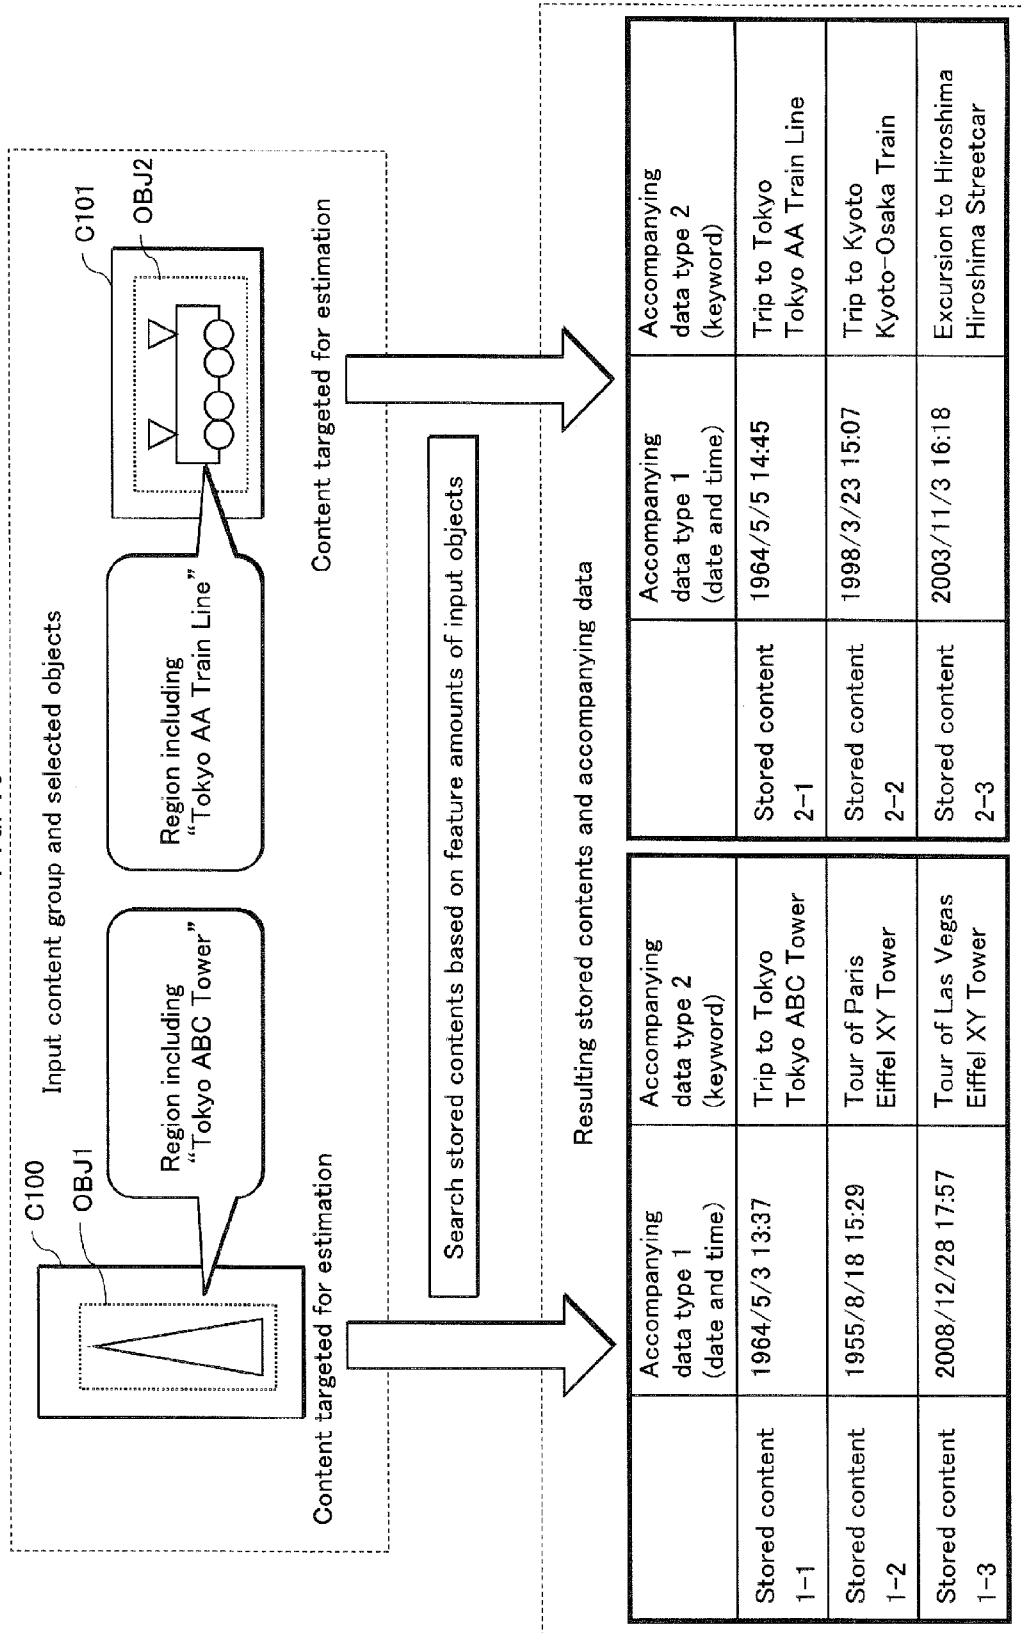 Input content group and selected objects
C100
OBJ1
Region including
“Tokyo ABC Tower”
Region including
“Tokyo AA Train Line”
C101
OBJ2
Content targeted for estimation
Content targeted for estimation
Search stored contents based on feature amounts of input objects
Resulting stored contents and accompanying data
Accompanying
data type 1
(date and time)
Accompanying
data type 2
(keyword)
Stored content
1-1
1964/5/3 13:37
Trip to Tokyo
Tokyo ABC Tower
Stored content
1-2
1955/8/18 15:29
Tour of Paris
Eiffel XY Tower
Stored content
1-3
2008/12/28 17:57
Tour of Las Vegas
Eiffel XY Tower
Accompanying
data type 1
(date and time)
Accompanying
data type 2
(keyword)
Stored content
2-1
1964/5/5 14:45
Trip to Tokyo
Tokyo AA Train Line
Stored content
2-2
1998/3/23 15:07
Trip to Kyoto
Kyoto-Osaka Train
Stored content
2-3
2003/11/3 16:18
Excursion to Hiroshima
Hiroshima Streetcar